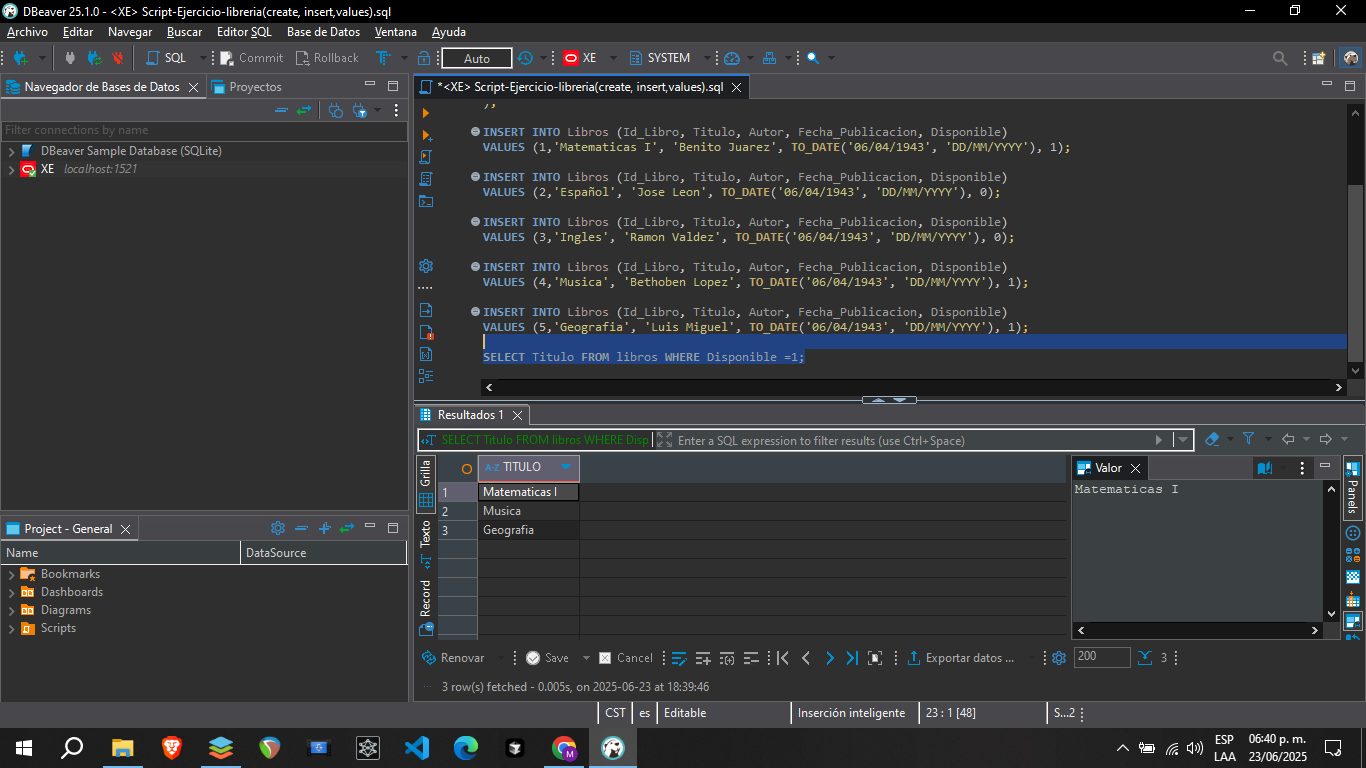 DBeaver 25.1.0 - <XE> Script-Ejercicio-libreria(create, insert,values).sql
Archivo Editar Navegar Buscar Editor SQL Base de Datos Ventana Ayuda
SQL Commit Rollback Auto XE SYSTEM
Navegador de Bases de Datos Proyectos
Filter connections by name
DBeaver Sample Database (SQLite)
XE localhost:1521
*<XE> Script-Ejercicio-libreria(create, insert,values).sql
);
INSERT INTO Libros (Id_Libro, Titulo, Autor, Fecha_Publicacion, Disponible)
VALUES (1,'Matematicas I', 'Benito Juarez', TO_DATE('06/04/1943', 'DD/MM/YYYY'), 1);
INSERT INTO Libros (Id_Libro, Titulo, Autor, Fecha_Publicacion, Disponible)
VALUES (2,'Español', 'Jose Leon', TO_DATE('06/04/1943', 'DD/MM/YYYY'), 0);
INSERT INTO Libros (Id_Libro, Titulo, Autor, Fecha_Publicacion, Disponible)
VALUES (3,'Ingles', 'Ramon Valdez', TO_DATE('06/04/1943', 'DD/MM/YYYY'), 0);
INSERT INTO Libros (Id_Libro, Titulo, Autor, Fecha_Publicacion, Disponible)
VALUES (4,'Musica', 'Bethoben Lopez', TO_DATE('06/04/1943', 'DD/MM/YYYY'), 1);
INSERT INTO Libros (Id_Libro, Titulo, Autor, Fecha_Publicacion, Disponible)
VALUES (5,'Geografia', 'Luis Miguel', TO_DATE('06/04/1943', 'DD/MM/YYYY'), 1);
SELECT Titulo FROM libros WHERE Disponible =1;
Resultados 1
SELECT Titulo FROM libros WHERE Disp Enter a SQL expression to filter results (use Ctrl+Space)
Grilla
Texto
Record
A-Z TITULO
1 Matematicas I
2 Musica
3 Geografia
Valor
Matematicas I
Panels
Project - General
Name DataSource
Bookmarks
Dashboards
Diagrams
Scripts
Renovar Save Cancel Exportar datos ... 200 3
3 row(s) fetched - 0.005s, on 2025-06-23 at 18:39:46
CST es Editable Inserción inteligente 23 : 1 [48] S...2
ESP
LAA
06:40 p. m.
23/06/2025